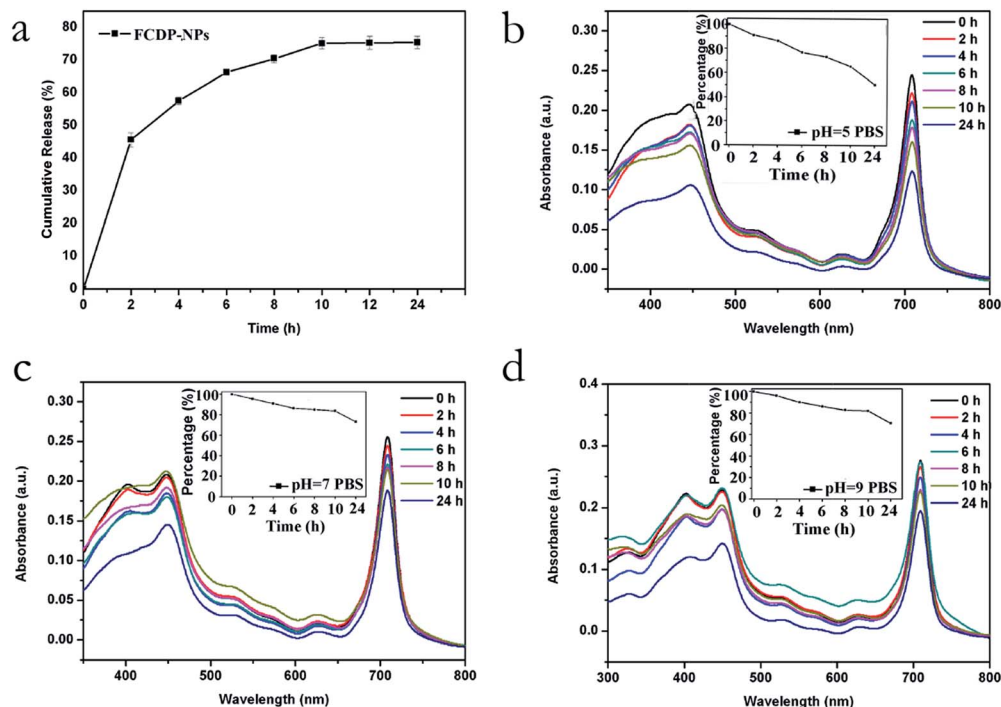 a
FCDP-NPs
Cumulative Release (%)
80
70
60
50
40
30
20
10
0
0 2 4 6 8 10 12 24
Time (h)
b
Absorbance (a.u.)
0.30
0.25
0.20
0.15
0.10
0.05
0.00
400 500 600 700 800
Wavelength (nm)
Percentage (%)
100
80
60
40
20
0
pH=5 PBS
0 2 4 6 8 10 24
Time (h)
0 h
2 h
4 h
6 h
8 h
10 h
24 h
c
Absorbance (a.u.)
0.30
0.25
0.20
0.15
0.10
0.05
0.00
400 500 600 700 800
Wavelength (nm)
Percentage (%)
100
80
60
40
20
0
pH=7 PBS
0 2 4 6 8 10 24
Time (h)
0 h
2 h
4 h
6 h
8 h
10 h
24 h
d
Absorbance (a.u.)
0.4
0.3
0.2
0.1
0.0
300 400 500 600 700 800
Wavelength (nm)
Percentage (%)
100
80
60
40
20
0
pH=9 PBS
0 2 4 6 8 10 24
Time (h)
0 h
2 h
4 h
6 h
8 h
10 h
24 h